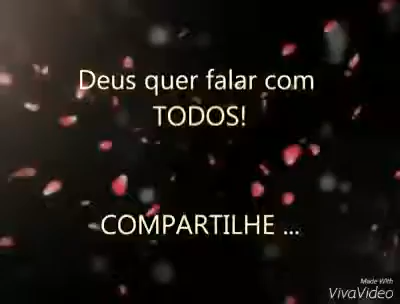 Deus quer falar com
TODOS!
COMPARTILHE ...
Made With
VivaVideo